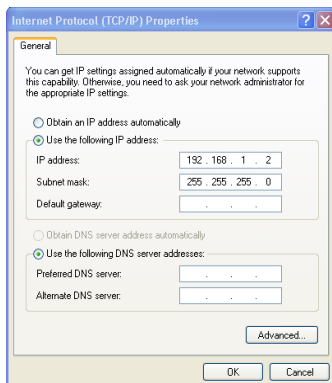 Internet Protocol (TCP/IP) Properties
General
You can get IP settings assigned automatically if your network supports
this capability. Otherwise, you need to ask your network administrator for
the appropriate IP settings.
Obtain an IP address automatically
Use the following IP address:
IP address: 192 . 168 . 1 . 2
Subnet mask: 255 . 255 . 255 . 0
Default gateway: . . .
Obtain DNS server address automatically
Use the following DNS server addresses:
Preferred DNS server: . . .
Alternate DNS server: . . .
Advanced...
OK Cancel